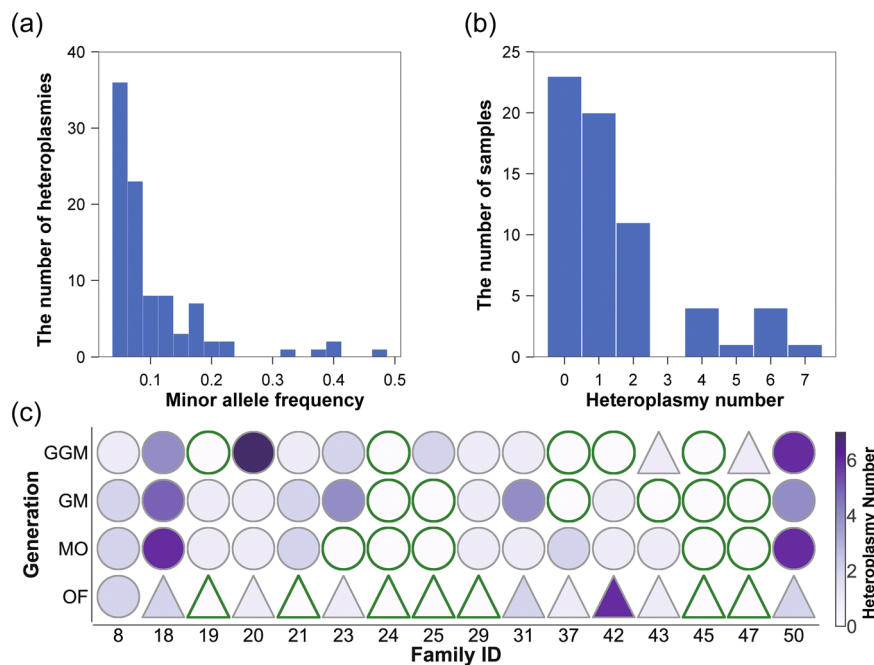 (a)
The number of heteroplasmies
40
30
20
10
0
0.1 0.2 0.3 0.4 0.5
Minor allele frequency
(b)
The number of samples
25
20
15
10
5
0
0 1 2 3 4 5 6 7
Heteroplasmy number
(c)
Generation
GGM
GM
MO
OF
8 18 19 20 21 23 24 25 29 31 37 42 43 45 47 50
Family ID
6
4
2
0
Heteroplasmy Number